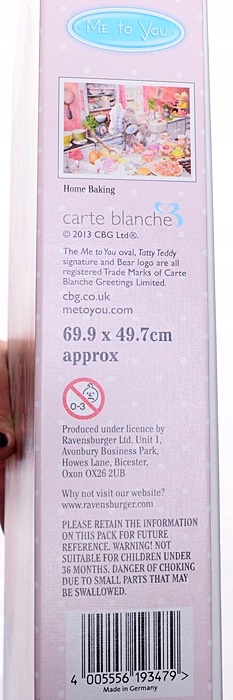 ME to YOU
Home Baking
carte blanche
© 2013 CBG Ltd®.
The Me to You oval, Tatty Teddy
signature and Bear logo are all
registered Trade Marks of Carte
Blanche Greetings Limited.
cbg.co.uk
metoyou.com
69.9 x 49.7cm
approx
0-3
Produced under licence by
Ravensburger Ltd. Unit 1,
Avonbury Business Park,
Howes Lane, Bicester,
Oxon OX26 2UB
Why not visit our website?
www.ravensburger.com
PLEASE RETAIN THE INFORMATION
ON THIS PACK FOR FUTURE
REFERENCE. WARNING! NOT
SUITABLE FOR CHILDREN UNDER
36 MONTHS. DANGER OF CHOKING
DUE TO SMALL PARTS THAT MAY
BE SWALLOWED.
4 005556 193479 >
Made in Germany